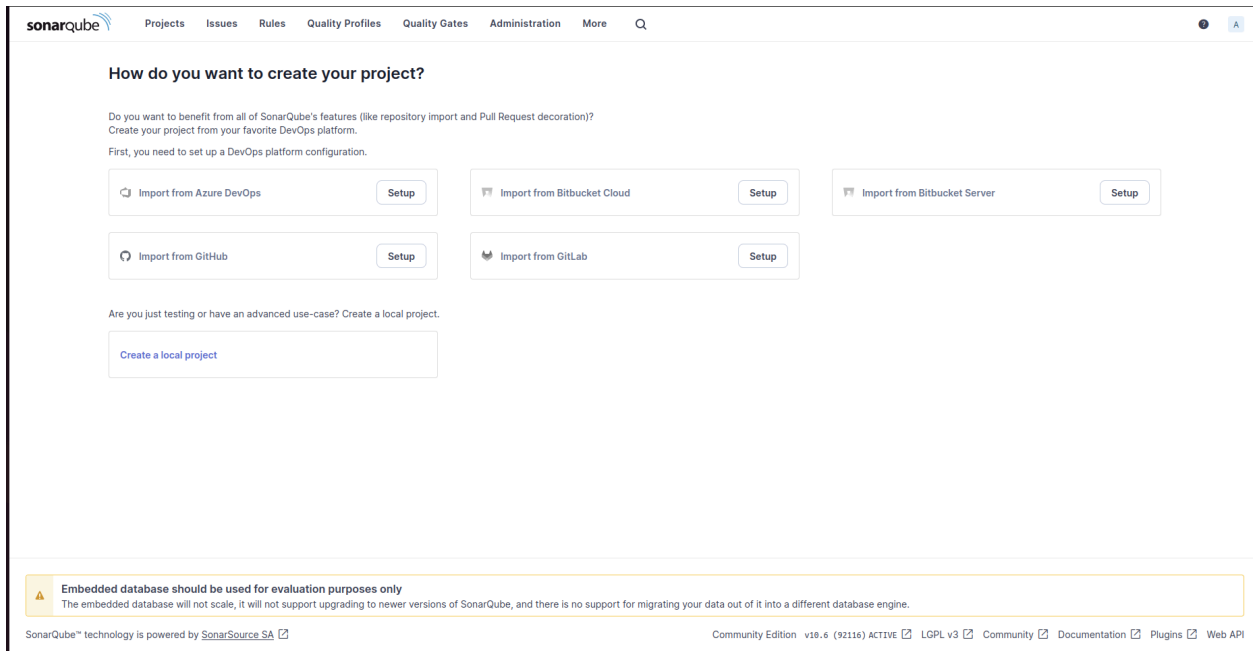 sonarqube Projects Issues Rules Quality Profiles Quality Gates Administration More ? A
How do you want to create your project?
Do you want to benefit from all of SonarQube's features (like repository import and Pull Request decoration)?
Create your project from your favorite DevOps platform.
First, you need to set up a DevOps platform configuration.
Import from Azure DevOps Setup Import from Bitbucket Cloud Setup Import from Bitbucket Server Setup
Import from GitHub Setup Import from GitLab Setup
Are you just testing or have an advanced use-case? Create a local project.
Create a local project
Embedded database should be used for evaluation purposes only
The embedded database will not scale, it will not support upgrading to newer versions of SonarQube, and there is no support for migrating your data out of it into a different database engine.
SonarQube™ technology is powered by SonarSource SA Community Edition v10.6 (92116) ACTIVE LGPL v3 Community Documentation Plugins Web API